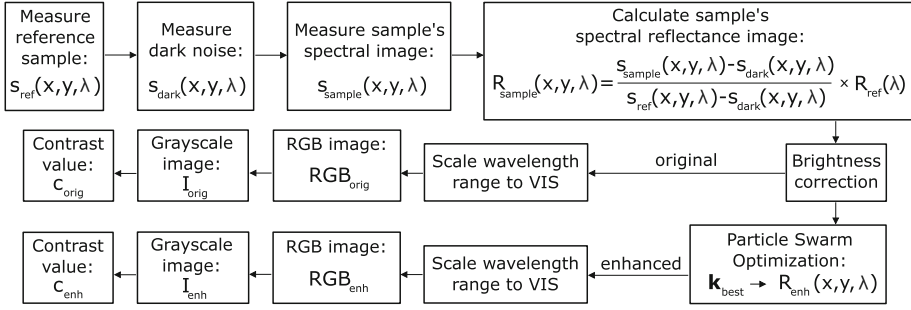 Measure
reference
sample:
s_ref(x,y,λ)
Measure
dark noise:
s_dark(x,y,λ)
Measure sample's
spectral image:
s_sample(x,y,λ)
Calculate sample's
spectral reflectance image:
R_sample(x,y,λ)=(s_sample(x,y,λ)-s_dark(x,y,λ))/(s_ref(x,y,λ)-s_dark(x,y,λ)) × R_ref(λ)
Brightness
correction
original
Scale wavelength
range to VIS
RGB image:
RGB_orig
Grayscale
image:
I_orig
Contrast
value:
c_orig
Particle Swarm
Optimization:
k_best → R_enh(x,y,λ)
enhanced
Scale wavelength
range to VIS
RGB image:
RGB_enh
Grayscale
image:
I_enh
Contrast
value:
c_enh